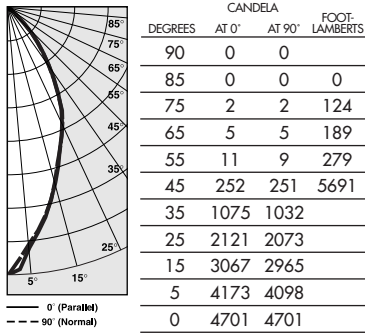 85°
75°
65°
55°
45°
35°
25°
15°
5°
0° (Parallel)
90° (Normal)
CANDELA
DEGREES AT 0° AT 90° FOOT-
LAMBERTS
90 0 0
85 0 0 0
75 2 2 124
65 5 5 189
55 11 9 279
45 252 251 5691
35 1075 1032
25 2121 2073
15 3067 2965
5 4173 4098
0 4701 4701